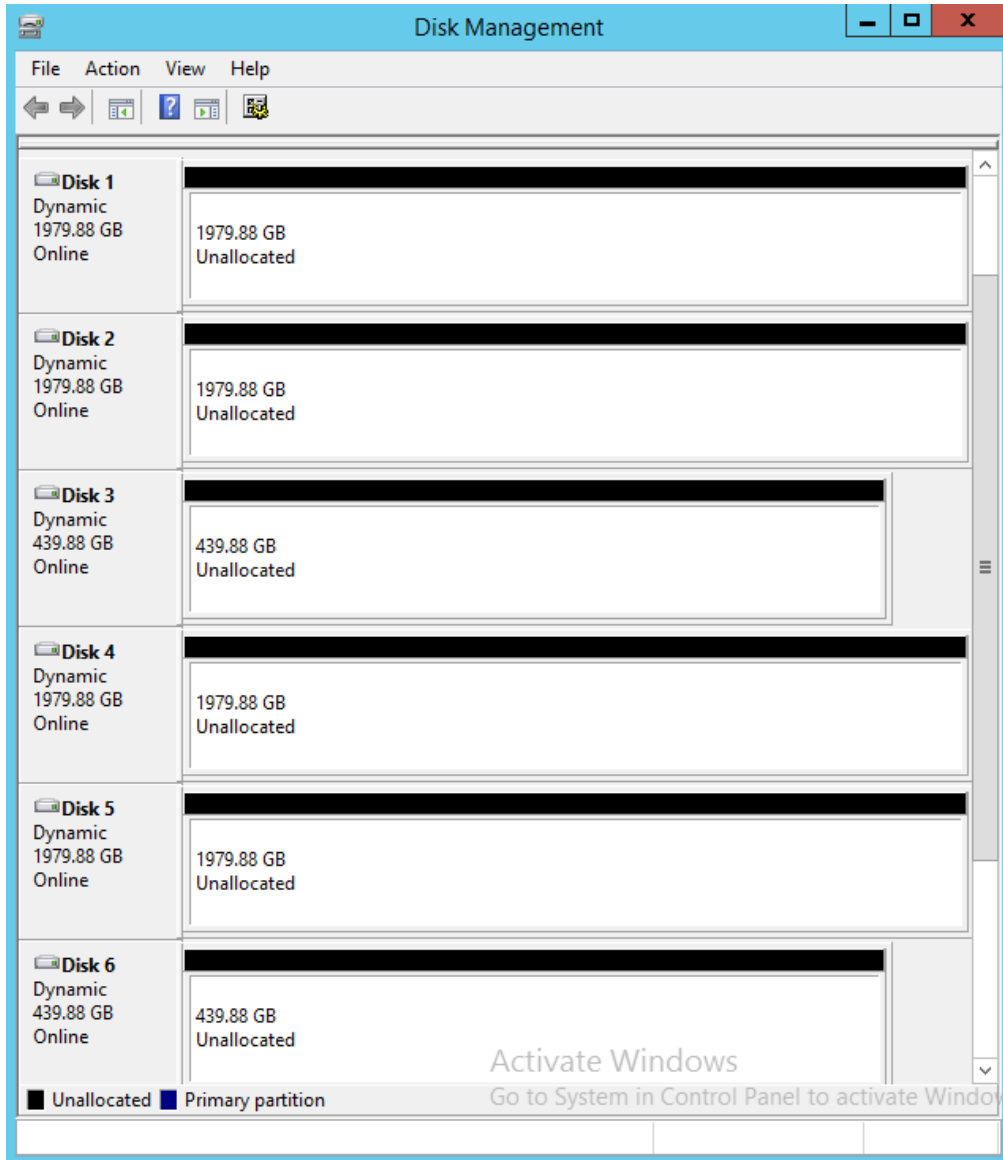 Disk Management
File Action View Help
Disk 1
Dynamic
1979.88 GB
Online
1979.88 GB
Unallocated
Disk 2
Dynamic
1979.88 GB
Online
1979.88 GB
Unallocated
Disk 3
Dynamic
439.88 GB
Online
439.88 GB
Unallocated
Disk 4
Dynamic
1979.88 GB
Online
1979.88 GB
Unallocated
Disk 5
Dynamic
1979.88 GB
Online
1979.88 GB
Unallocated
Disk 6
Dynamic
439.88 GB
Online
439.88 GB
Unallocated
Activate Windows
Go to System in Control Panel to activate Window
Unallocated Primary partition